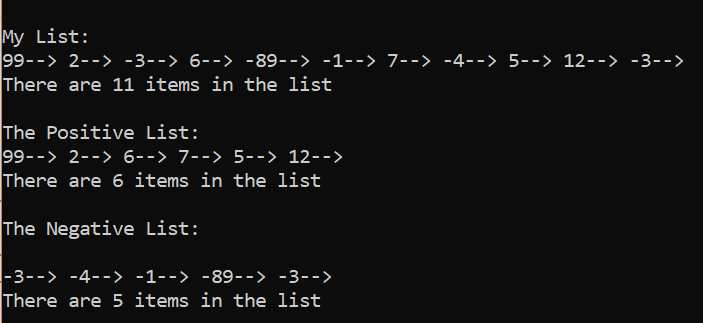 My List:
99--> 2--> -3--> 6--> -89--> -1--> 7--> -4--> 5--> 12--> -3-->
There are 11 items in the list
The Positive List:
99--> 2--> 6--> 7--> 5--> 12-->
There are 6 items in the list
The Negative List:
-3--> -4--> -1--> -89--> -3-->
There are 5 items in the list